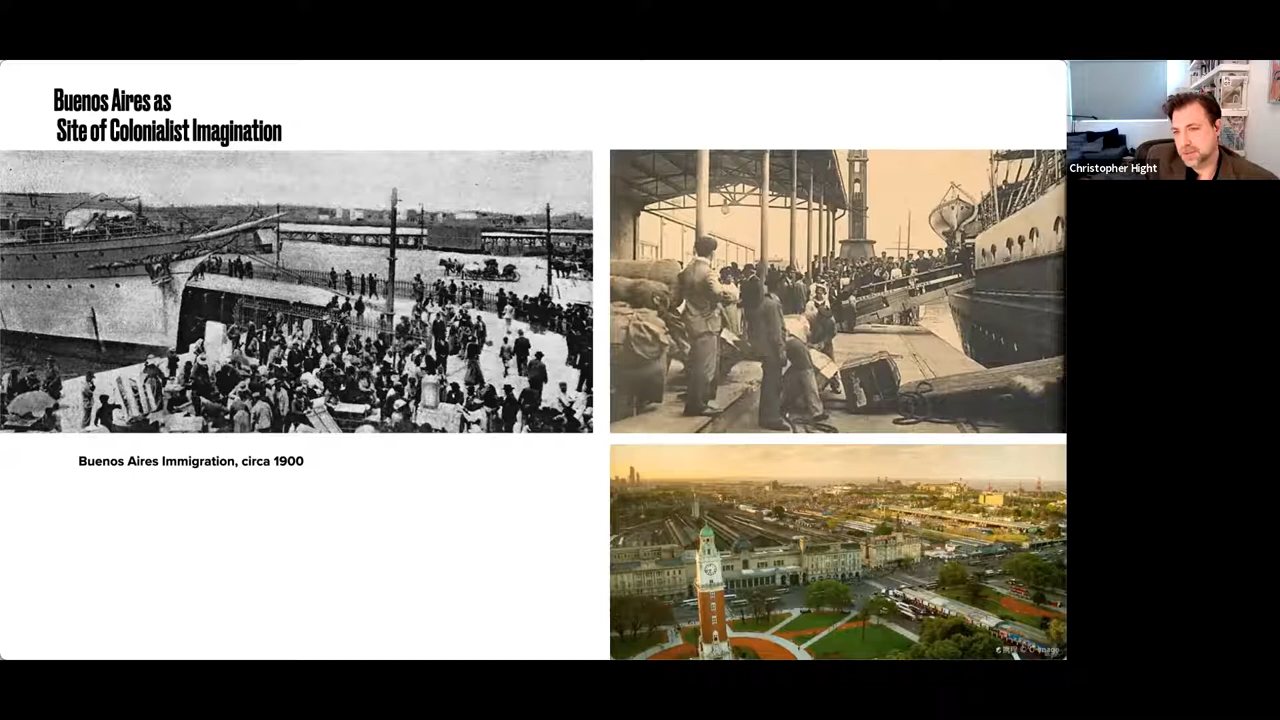 Buenos Aires as
Site of Colonialist Imagination
Christopher Hight
Buenos Aires Immigration, circa 1900